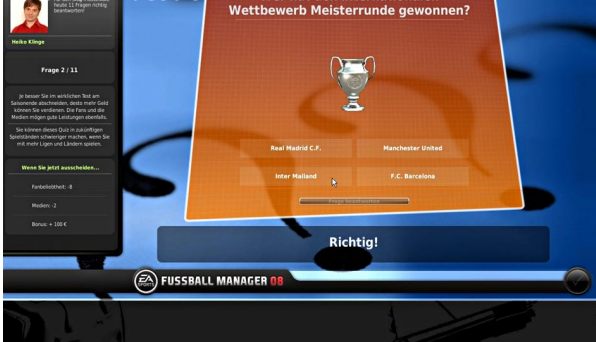 heute 11 Fragen richtig
beantworten!
Heiko Klinge
Frage 2 / 11
Je besser Sie im wirklichen Test am
Saisonende abschneiden, desto mehr Geld
können Sie verdienen. Die Fans und die
Medien mögen gute Leistungen ebenfalls.
Sie können dieses Quiz in zukünftigen
Spielständen schwieriger machen, wenn Sie
mit mehr Ligen und Ländern spielen.
Wenn Sie jetzt ausscheiden...
Fanbeliebtheit: -8
Medien: -2
Bonus: + 100 €
Wettbewerb Meisterrunde gewonnen?
Real Madrid C.F.
Manchester United
Inter Mailand
F.C. Barcelona
Frage beantworten
Richtig!
EA SPORTS FUSSBALL MANAGER 08